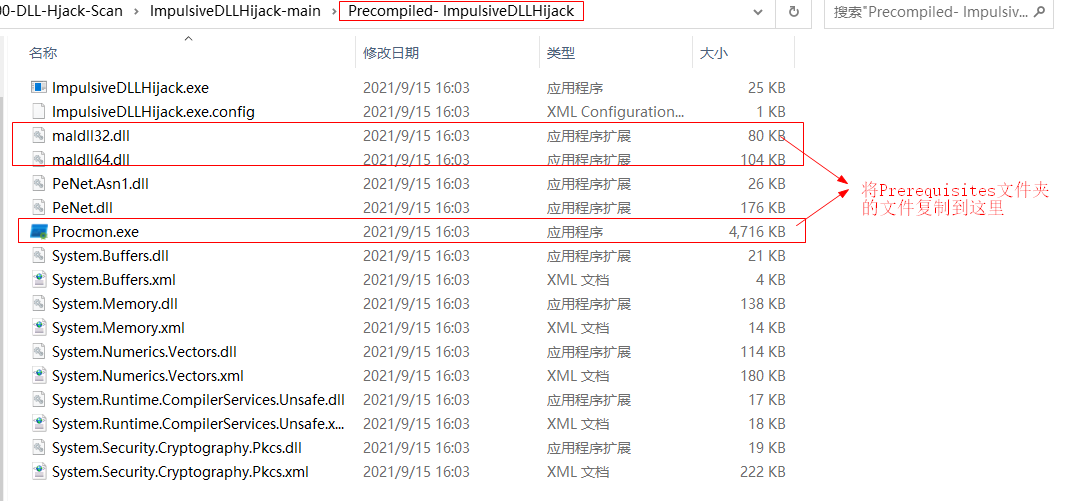 00-DLL-Hjack-Scan > ImpulsiveDLLHijack-main > Precompiled- ImpulsiveDLLHijack
搜索"Precompiled- Impulsiv...
名称 修改日期 类型 大小
ImpulsiveDLLHijack.exe 2021/9/15 16:03 应用程序 25 KB
ImpulsiveDLLHijack.exe.config 2021/9/15 16:03 XML Configuration... 1 KB
maldll32.dll 2021/9/15 16:03 应用程序扩展 80 KB
maldll64.dll 2021/9/15 16:03 应用程序扩展 104 KB
PeNet.Asn1.dll 2021/9/15 16:03 应用程序扩展 26 KB
PeNet.dll 2021/9/15 16:03 应用程序扩展 176 KB
Procmon.exe 2021/9/15 16:03 应用程序 4,716 KB
System.Buffers.dll 2021/9/15 16:03 应用程序扩展 21 KB
System.Buffers.xml 2021/9/15 16:03 XML 文档 4 KB
System.Memory.dll 2021/9/15 16:03 应用程序扩展 138 KB
System.Memory.xml 2021/9/15 16:03 XML 文档 14 KB
System.Numerics.Vectors.dll 2021/9/15 16:03 应用程序扩展 114 KB
System.Numerics.Vectors.xml 2021/9/15 16:03 XML 文档 180 KB
System.Runtime.CompilerServices.Unsafe.dll 2021/9/15 16:03 应用程序扩展 17 KB
System.Runtime.CompilerServices.Unsafe.x... 2021/9/15 16:03 XML 文档 18 KB
System.Security.Cryptography.Pkcs.dll 2021/9/15 16:03 应用程序扩展 19 KB
System.Security.Cryptography.Pkcs.xml 2021/9/15 16:03 XML 文档 222 KB
将Prerequisites文件夹
的文件复制到这里